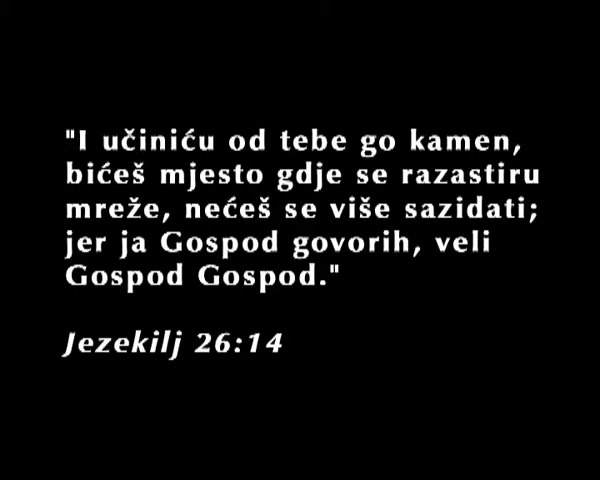 "I učiniću od tebe go kamen,
bićeš mjesto gdje se razastiru
mreže, nećeš se više sazidati;
jer ja Gospod govorih, veli
Gospod Gospod."
Jezekilj 26:14